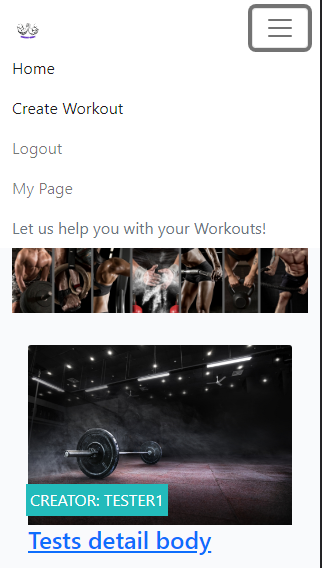 Home
Create Workout
Logout
My Page
Let us help you with your Workouts!
CREATOR: TESTER1
Tests detail body